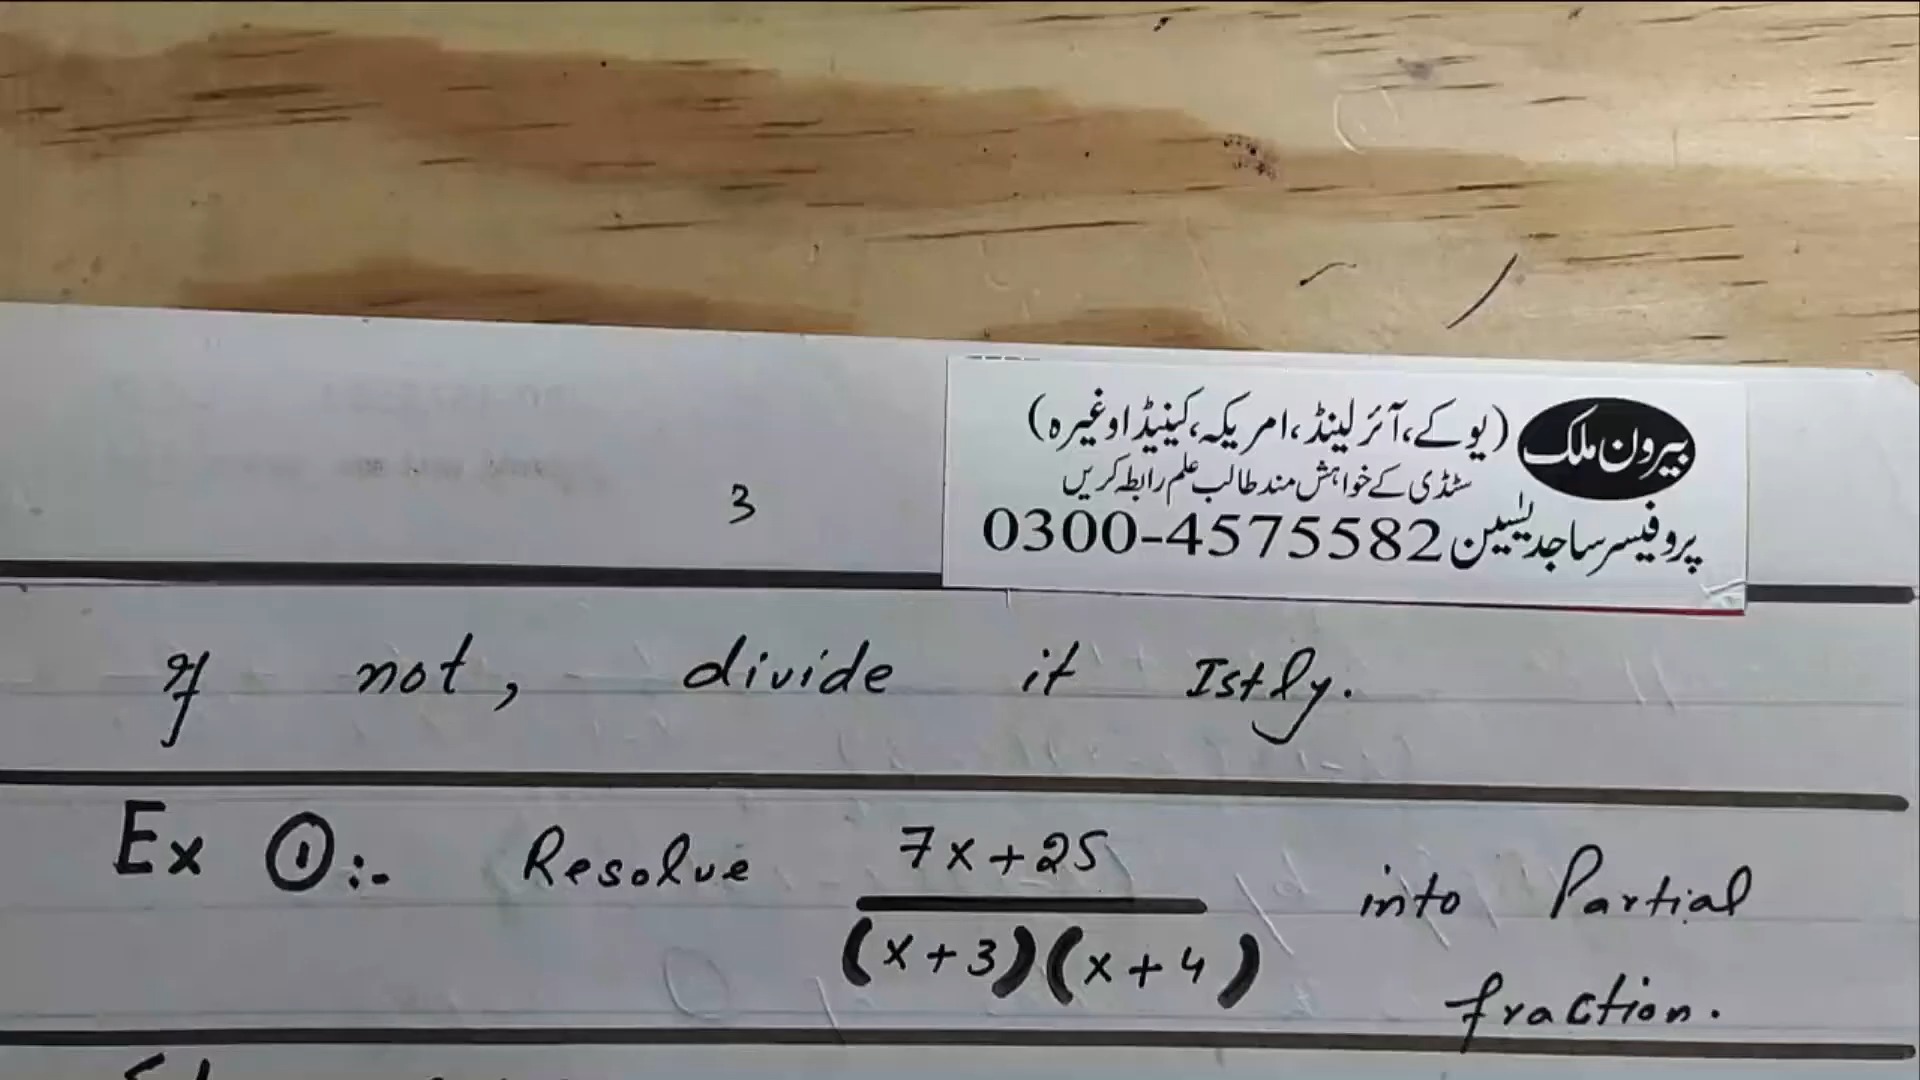 3
بیرون ملک (یو کے، آئرلینڈ، امریکہ، کینیڈا وغیرہ)
سٹڈی کے خواہش مند طالب علم رابطہ کریں
پروفیسر ساجد یٰسین 0300-4575582
If not, divide it Istly.
Ex ①:- Resolve 7x+25 into Partial
(x+3)(x+4) fraction.